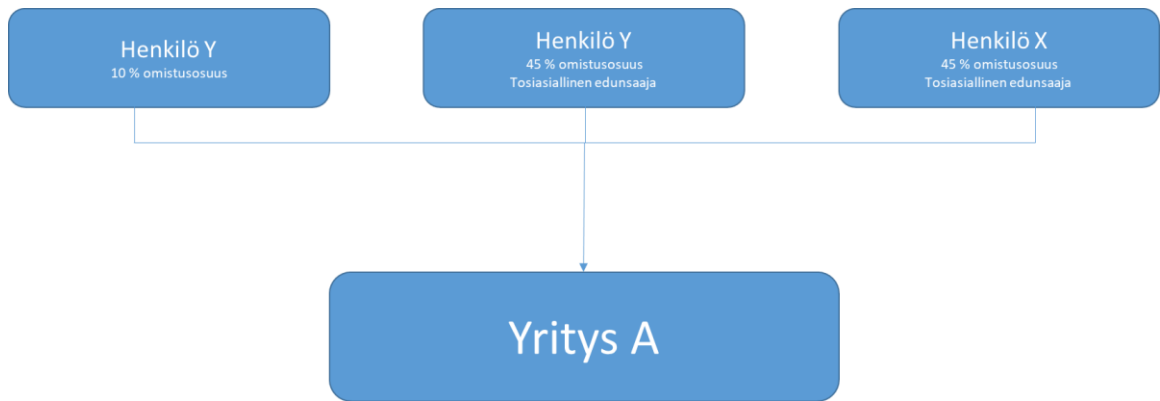 Henkilö Y
10 % omistusosuus
Henkilö Y
45 % omistusosuus
Tosiasiallinen edunsaaja
Henkilö X
45 % omistusosuus
Tosiasiallinen edunsaaja
Yritys A